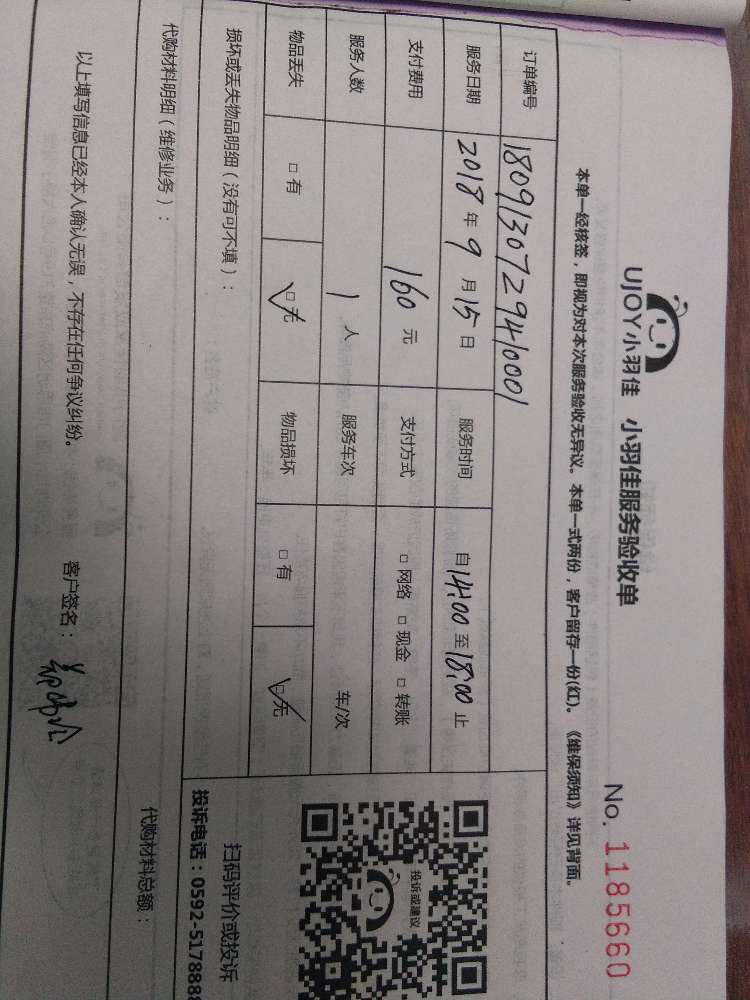 UJOY小羽佳 小羽佳服务验收单
No. 1185660
本单一经核签，即视为对本次服务验收无异议。本单一式两份，客户留存一份(红)。《维保须知》详见背面。
订单编号 1809130729410001
服务日期 2018 年 9 月 15 日 服务时间 自 14:00 至 18:00 止
支付费用 160 元 支付方式 □ 网络 □ 现金 □ 转账
服务人数 1 人 服务车次 车/次
物品丢失 □ 有 ☑无 物品损坏 □ 有 ☑无
投诉或建议
损坏或丢失物品明细（没有可不填）：
扫码评价或投诉
投诉电话：0592-5178888
代购材料明细（维修业务）：
代购材料总额：
以上填写信息已经本人确认无误，不存在任何争议纠纷。 客户签名：